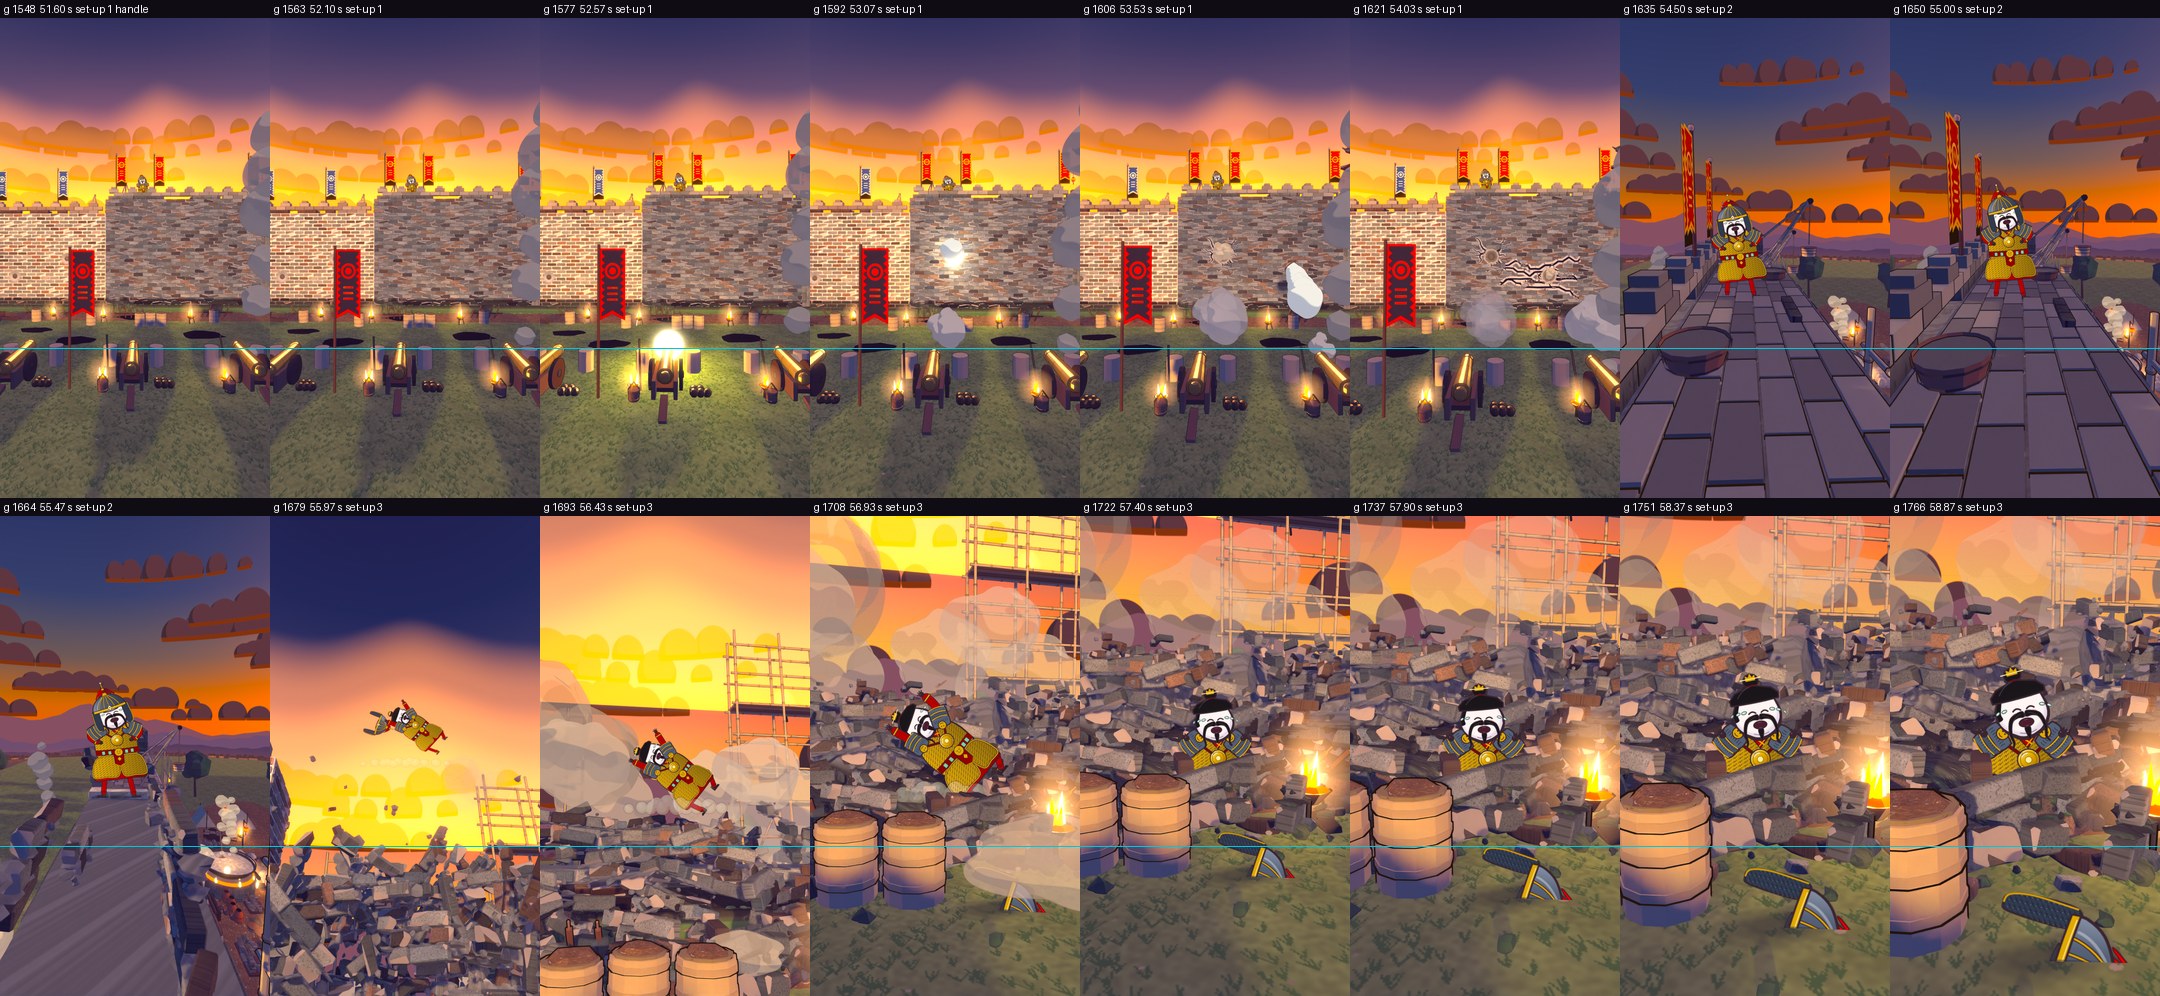 g 1548 51.60 s set-up 1 handle
g 1563 52.10 s set-up 1
g 1577 52.57 s set-up 1
g 1592 53.07 s set-up 1
g 1606 53.53 s set-up 1
g 1621 54.03 s set-up 1
g 1635 54.50 s set-up 2
g 1650 55.00 s set-up 2
g 1664 55.47 s set-up 2
g 1679 55.97 s set-up 3
g 1693 56.43 s set-up 3
g 1708 56.93 s set-up 3
g 1722 57.40 s set-up 3
g 1737 57.90 s set-up 3
g 1751 58.37 s set-up 3
g 1766 58.87 s set-up 3